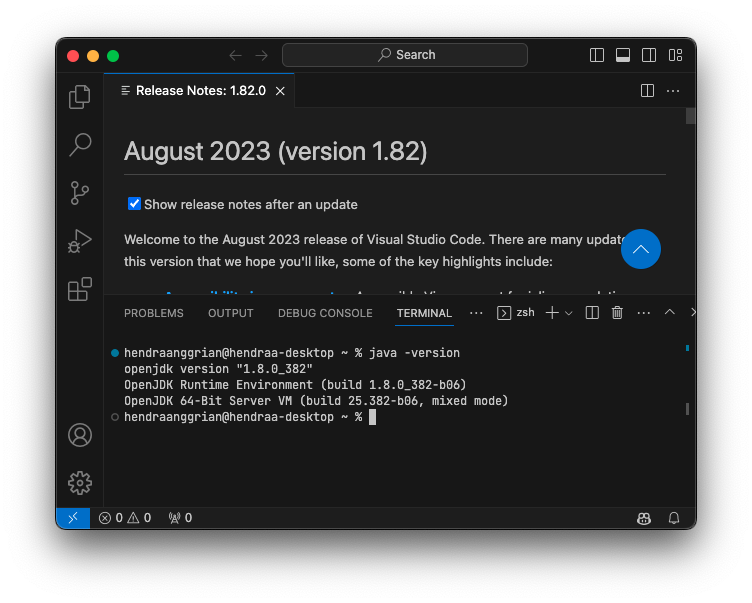 Search
Release Notes: 1.82.0
August 2023 (version 1.82)
Show release notes after an update
Welcome to the August 2023 release of Visual Studio Code. There are many
this version that we hope you'll like, some of the key highlights include:
PROBLEMS OUTPUT DEBUG CONSOLE TERMINAL zsh
hendraanggrian@hendraa-desktop ~ % java -version
openjdk version "1.8.0_382"
OpenJDK Runtime Environment (build 1.8.0_382-b06)
OpenJDK 64-Bit Server VM (build 25.382-b06, mixed mode)
hendraanggrian@hendraa-desktop ~ %
0 0 0